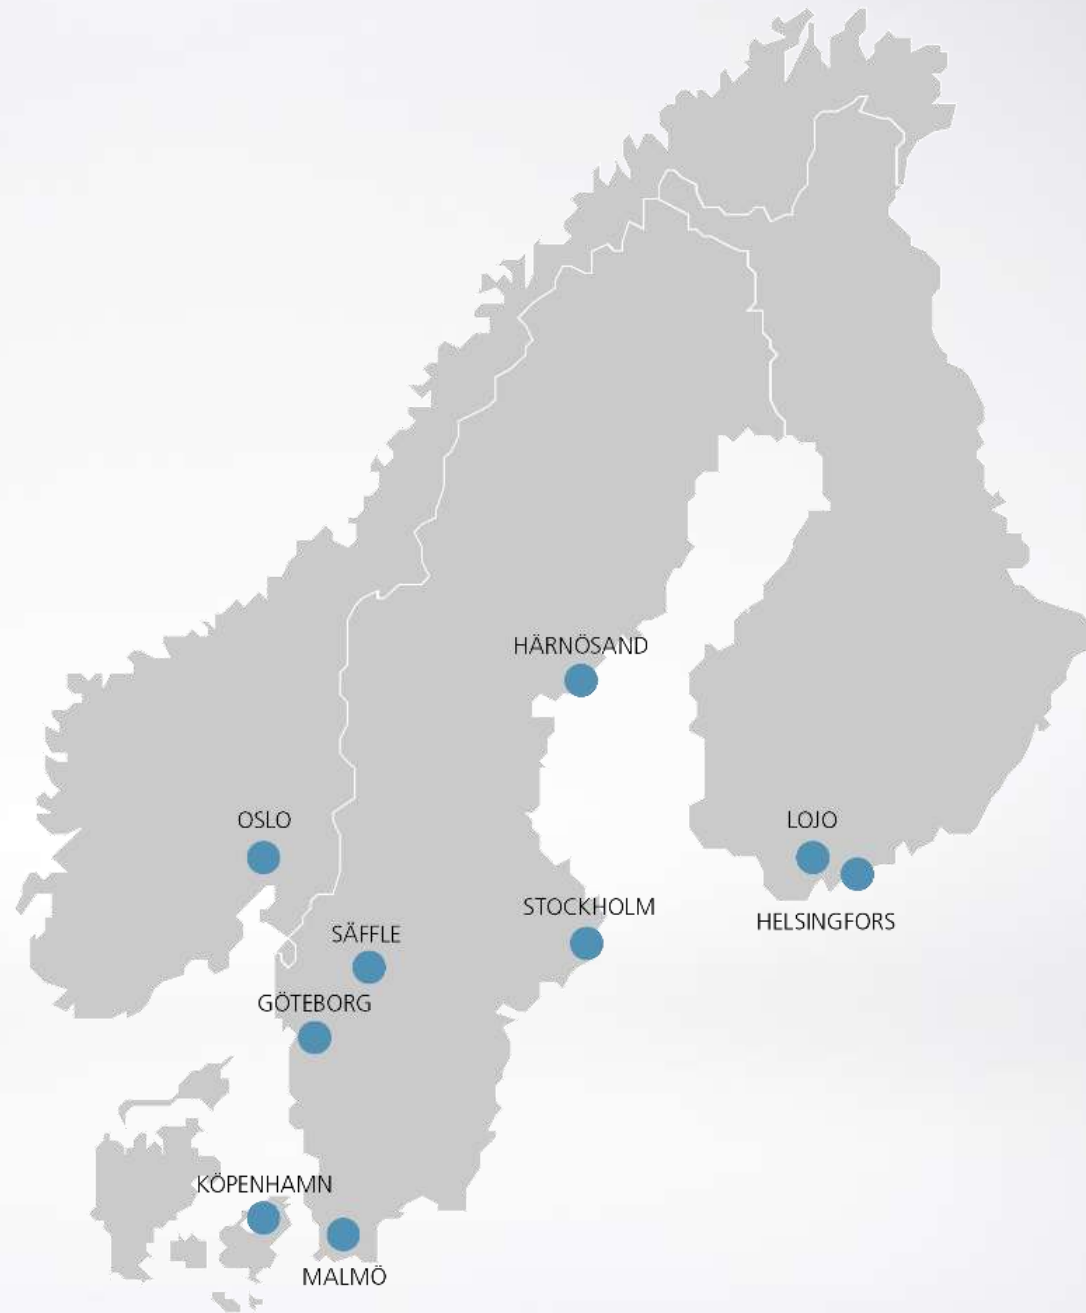 HÄRNÖSAND
OSLO
LOJO
STOCKHOLM
HELSINGFORS
SÄFFLE
GÖTEBORG
KÖPENHAMN
MALMÖ